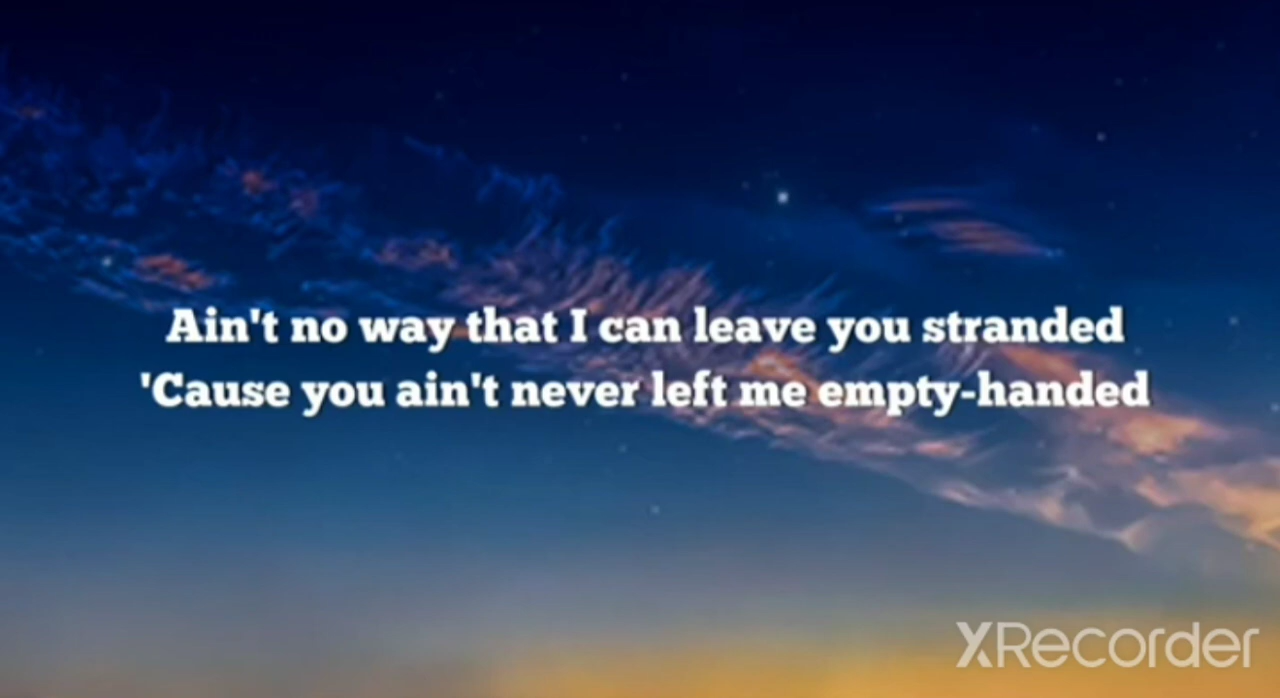 Ain't no way that I can leave you stranded
'Cause you ain't never left me empty-handed
XRecorder